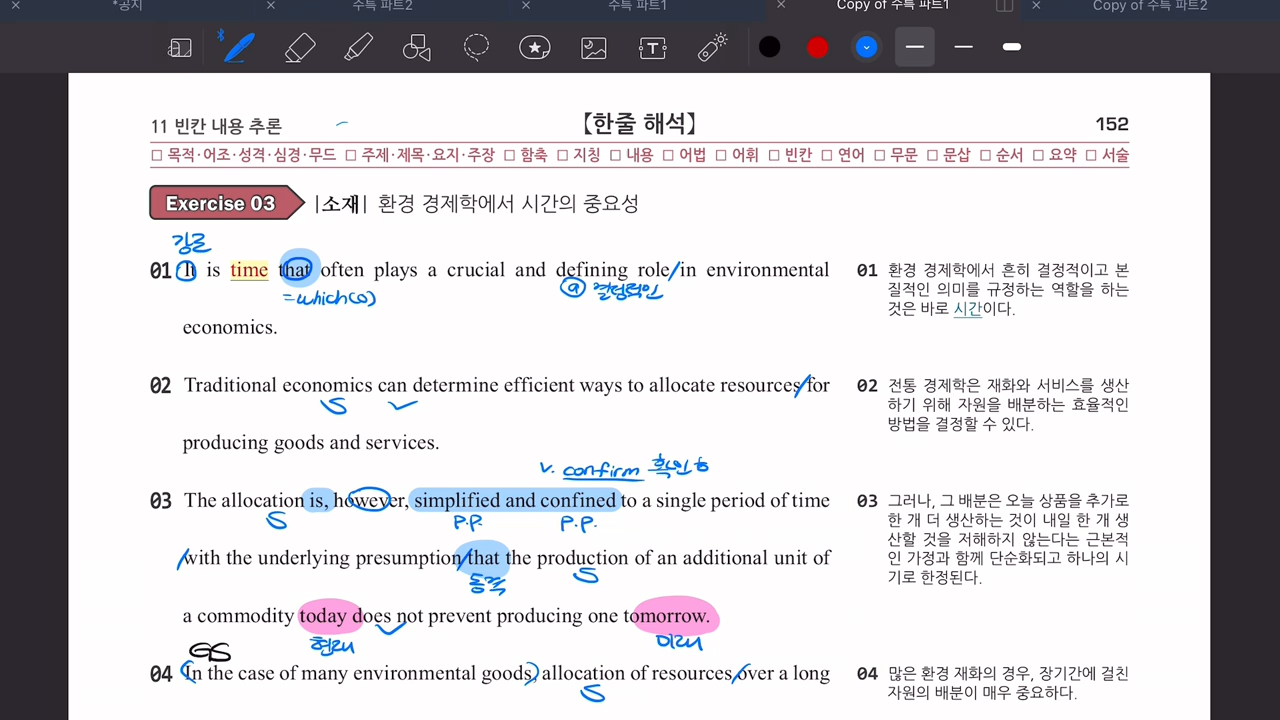 *공지 수특 파트2 수특 파트1 Copy of 수특 파트1 Copy of 수특 파트2
11 빈칸 내용 추론 【한줄 해석】 152
□ 목적·어조·성격·심경·무드 □ 주제·제목·요지·주장 □ 함축 □ 지칭 □ 내용 □ 어법 □ 어휘 □ 빈칸 □ 연어 □ 무문 □ 문삽 □ 순서 □ 요약 □ 서술
Exercise 03 |소재| 환경 경제학에서 시간의 중요성
강조
01 It is time that often plays a crucial and defining role in environmental
=which(o)
ⓐ 결정적인
economics.
01 환경 경제학에서 흔히 결정적이고 본
질적인 의미를 규정하는 역할을 하는
것은 바로 시간이다.
02 Traditional economics can determine efficient ways to allocate resources for
S
producing goods and services.
02 전통 경제학은 재화와 서비스를 생산
하기 위해 자원을 배분하는 효율적인
방법을 결정할 수 있다.
v. confirm 확인
03 The allocation is, however, simplified and confined to a single period of time
S P.P. P.P.
with the underlying presumption that the production of an additional unit of
동격 S
a commodity today does not prevent producing one tomorrow.
현재 미래
03 그러나, 그 배분은 오늘 상품을 추가로
한 개 더 생산하는 것이 내일 한 개 생
산할 것을 저해하지 않는다는 근본적
인 가정과 함께 단순화되고 하나의 시
기로 한정된다.
04 In the case of many environmental goods, allocation of resources over a long
S
04 많은 환경 재화의 경우, 장기간에 걸친
자원의 배분이 매우 중요하다.